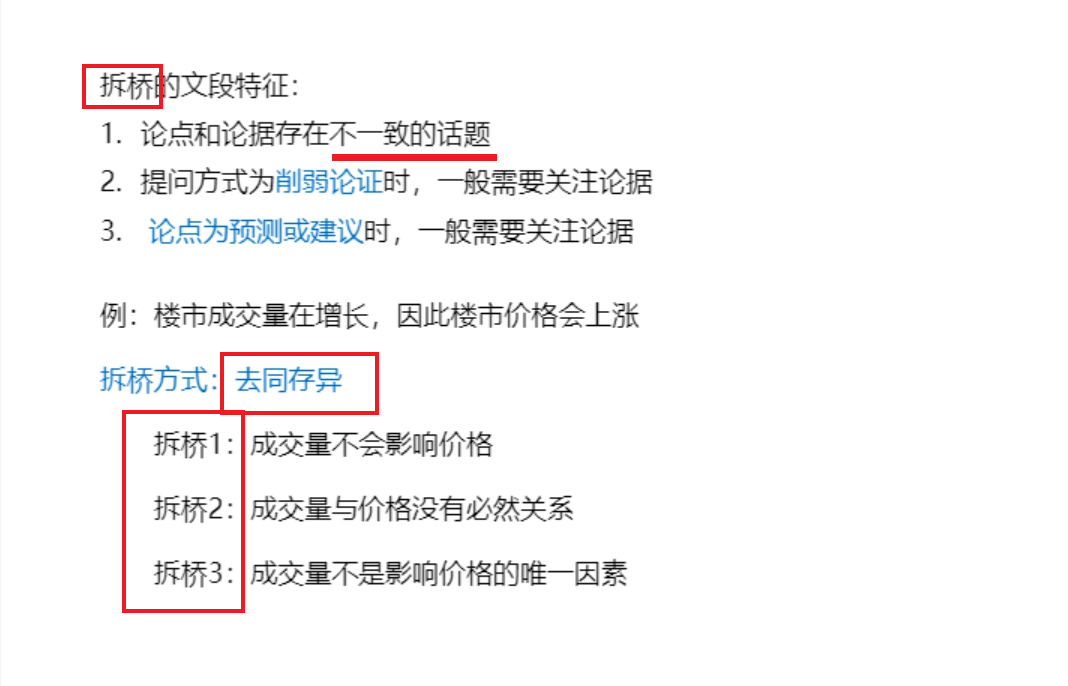 拆桥的文段特征：
1. 论点和论据存在不一致的话题
2. 提问方式为削弱论证时，一般需要关注论据
3. 论点为预测或建议时，一般需要关注论据
例：楼市成交量在增长，因此楼市价格会上涨
拆桥方式：去同存异
拆桥1：成交量不会影响价格
拆桥2：成交量与价格没有必然关系
拆桥3：成交量不是影响价格的唯一因素